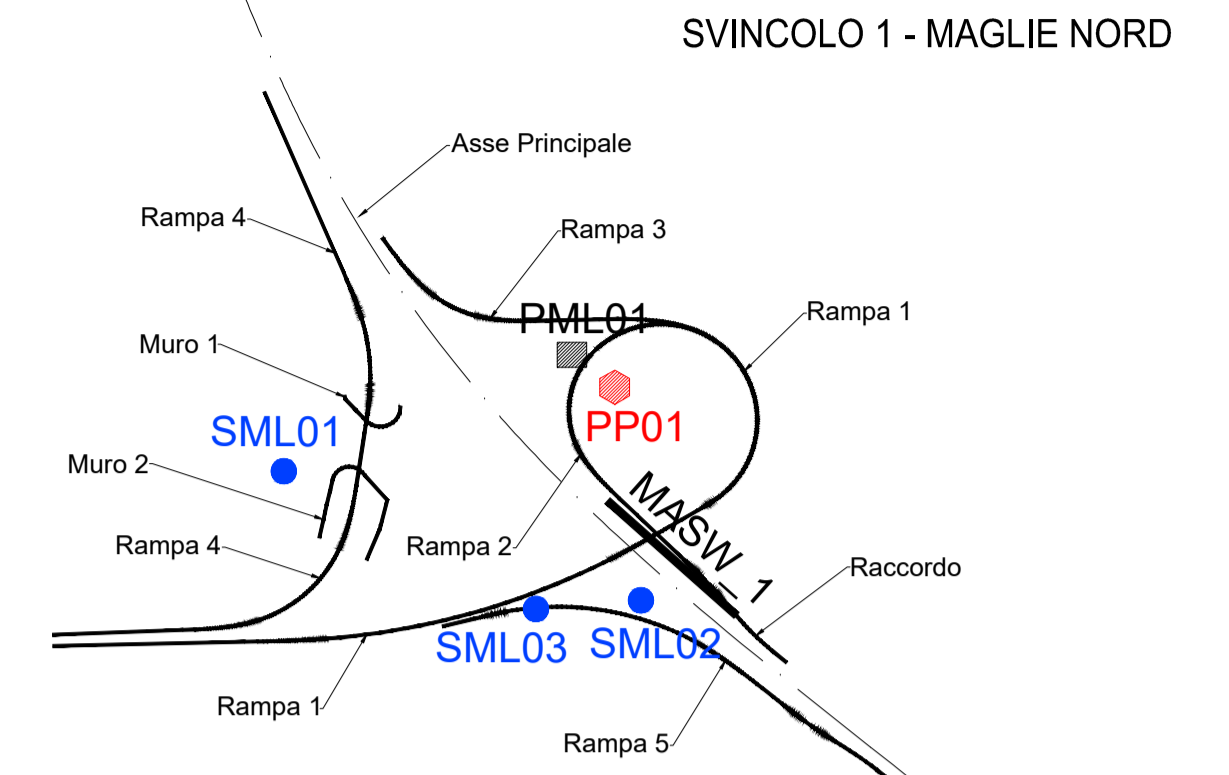 SVINCOLO 1 - MAGLIE NORD
Asse Principale
Rampa 4
Rampa 3
PML01
Rampa 1
Muro 1
SML01
PP01
Muro 2
MASW_1
Rampa 4
Rampa 2
Raccordo
SML03
SML02
Rampa 1
Rampa 5